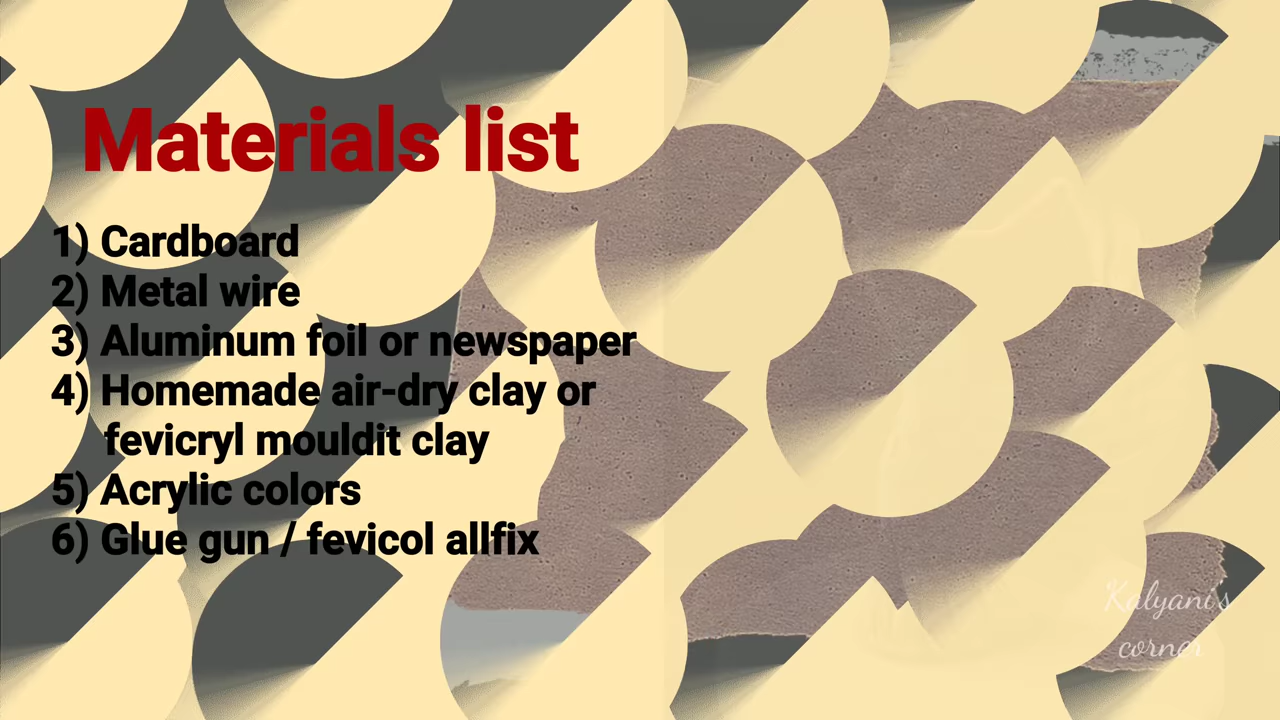 Materials list
1) Cardboard
2) Metal wire
3) Aluminum foil or newspaper
4) Homemade air-dry clay or
fevicryl mouldit clay
5) Acrylic colors
6) Glue gun / fevicol allfix
Kalyani's
corner